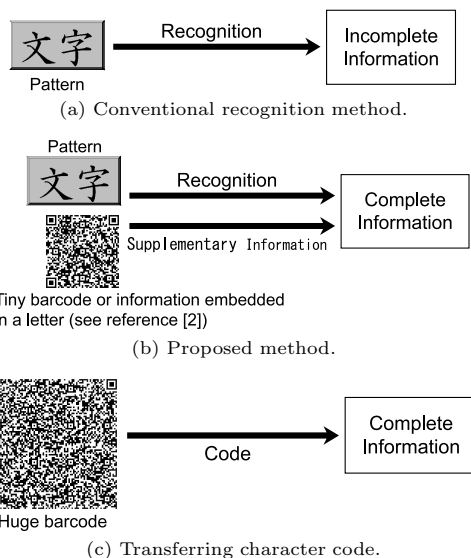 文字
Recognition
Incomplete
Information
Pattern
(a) Conventional recognition method.
Pattern
文字
Recognition
Supplementary Information
Complete
Information
Tiny barcode or information embedded
in a letter (see reference [2])
(b) Proposed method.
Code
Complete
Information
Huge barcode
(c) Transferring character code.